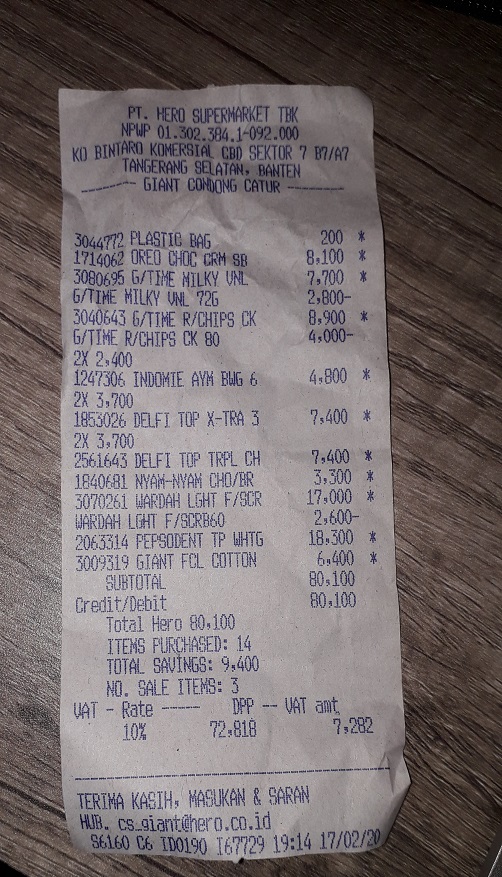 PT. HERO SUPERMARKET TBK
NPWP 01.302.384.1-092.000
KO BINTARO KOMERSIAL CBD SEKTOR 7 B7/A7
TANGERANG SELATAN, BANTEN
---------- GIANT CONDONG CATUR ----------
3044772 PLASTIC BAG 200 *
1714062 OREO CHOC CRM SB 8,100 *
3080695 G/TIME MILKY VNL 7,700 *
G/TIME MILKY VNL 72G 2,800-
3040643 G/TIME R/CHIPS CK 8,900 *
G/TIME R/CHIPS CK 80 4,000-
2X 2,400
1247306 INDOMIE AYM BWG 6 4,800 *
2X 3,700
1853026 DELFI TOP X-TRA 3 7,400 *
2X 3,700
2561643 DELFI TOP TRPL CH 7,400 *
1840681 NYAM-NYAM CHO/BR 3,300 *
3070261 WARDAH LGHT F/SCR 17,000 *
WARDAH LGHT F/SCRB60 2,600-
2063314 PEPSODENT TP WHTG 18,300 *
3009319 GIANT FCL COTTON 6,400 *
SUBTOTAL 80,100
Credit/Debit 80,100
Total Hero 80,100
ITEMS PURCHASED: 14
TOTAL SAVINGS: 9,400
NO. SALE ITEMS: 3
VAT - Rate ----- DPP -- VAT amt
10% 72,818 7,282
TERIMA KASIH, MASUKAN & SARAN
HUB. cs_giant@hero.co.id
S6160 C6 ID0190 I67729 19:14 17/02/20